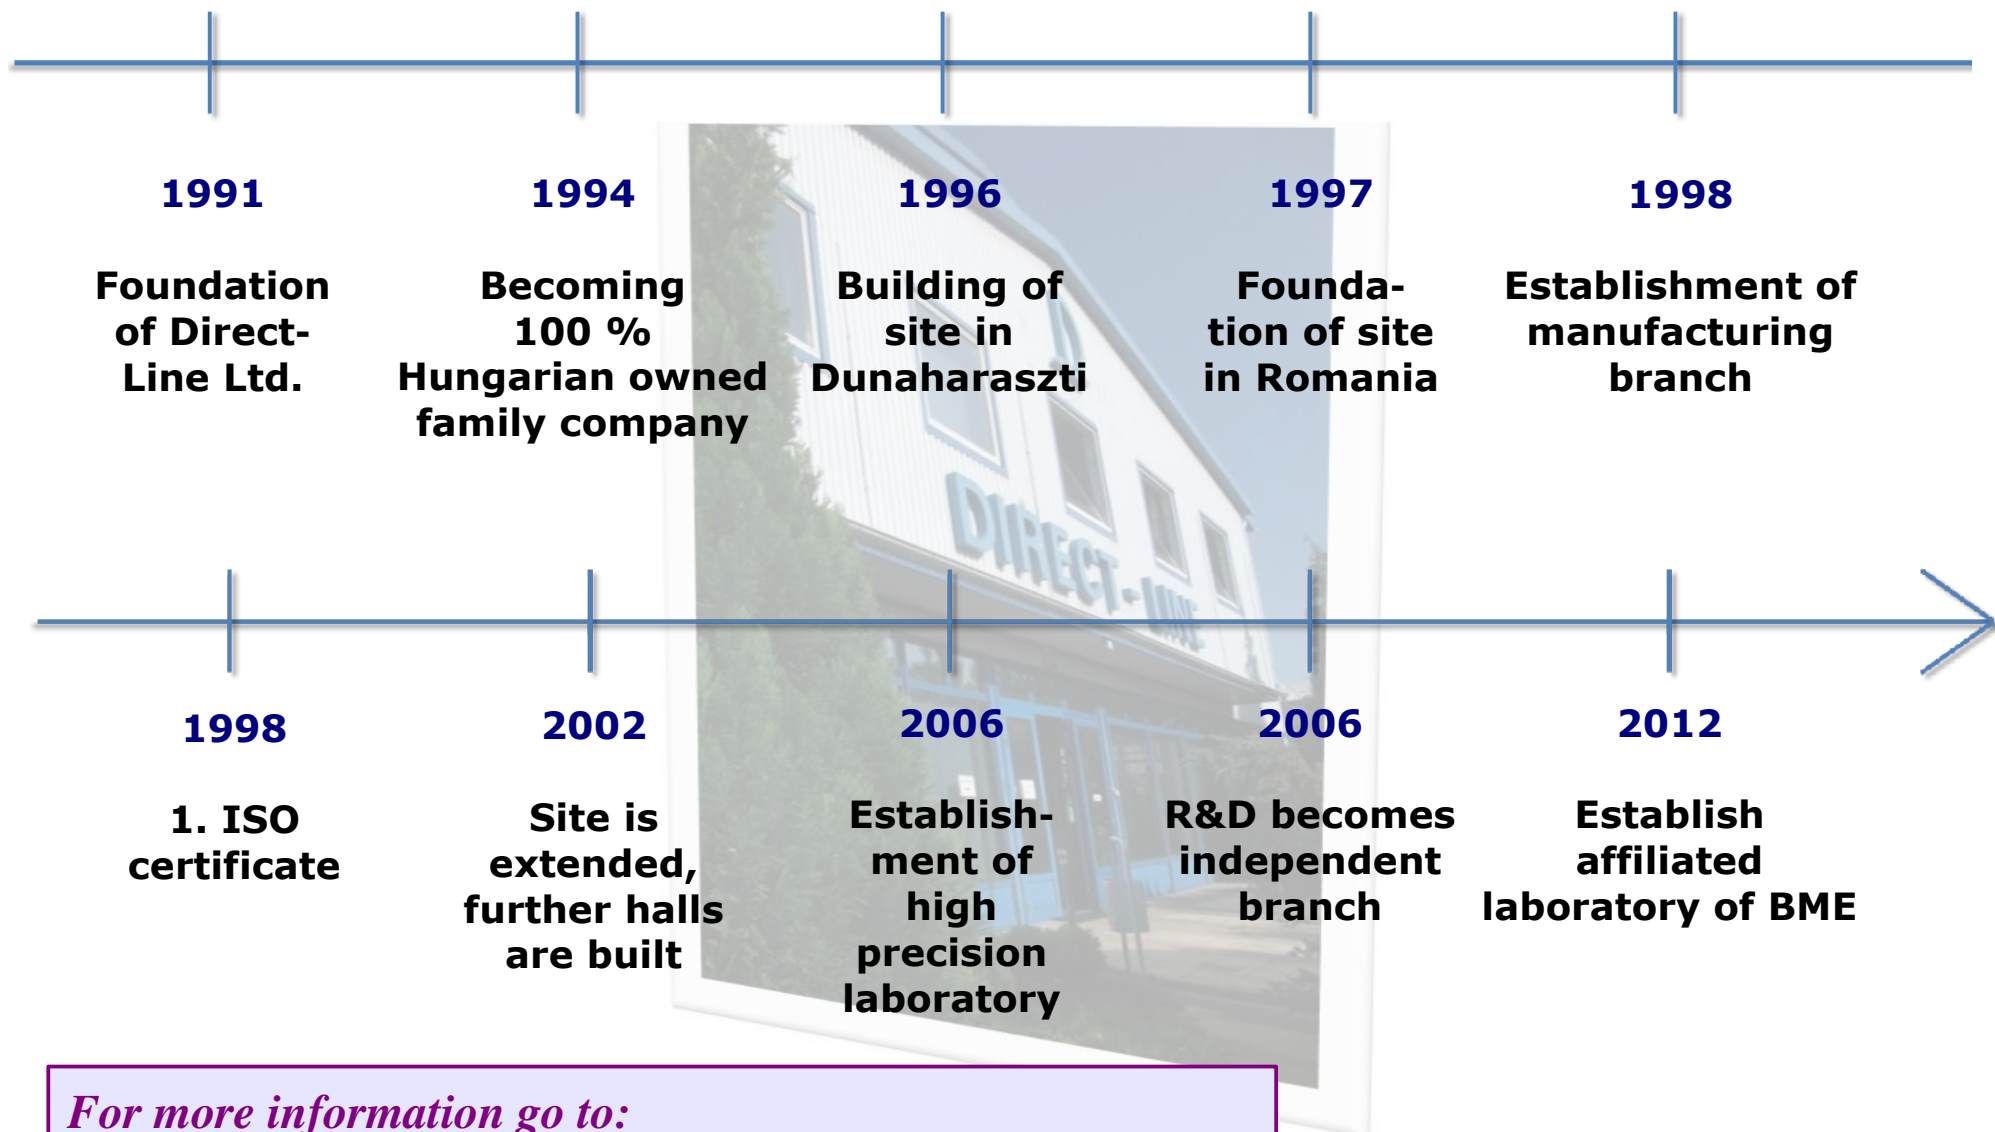 1991
Foundation
of Direct-
Line Ltd.
1994
Becoming
100 %
Hungarian owned
family company
1996
Building of
site in
Dunaharaszti
1997
Founda-
tion of site
in Romania
1998
Establishment of
manufacturing
branch
DIRECT-LINE
1998
1. ISO
certificate
2002
Site is
extended,
further halls
are built
2006
Establish-
ment of
high
precision
laboratory
2006
R&D becomes
independent
branch
2012
Establish
affiliated
laboratory of BME
For more information go to: